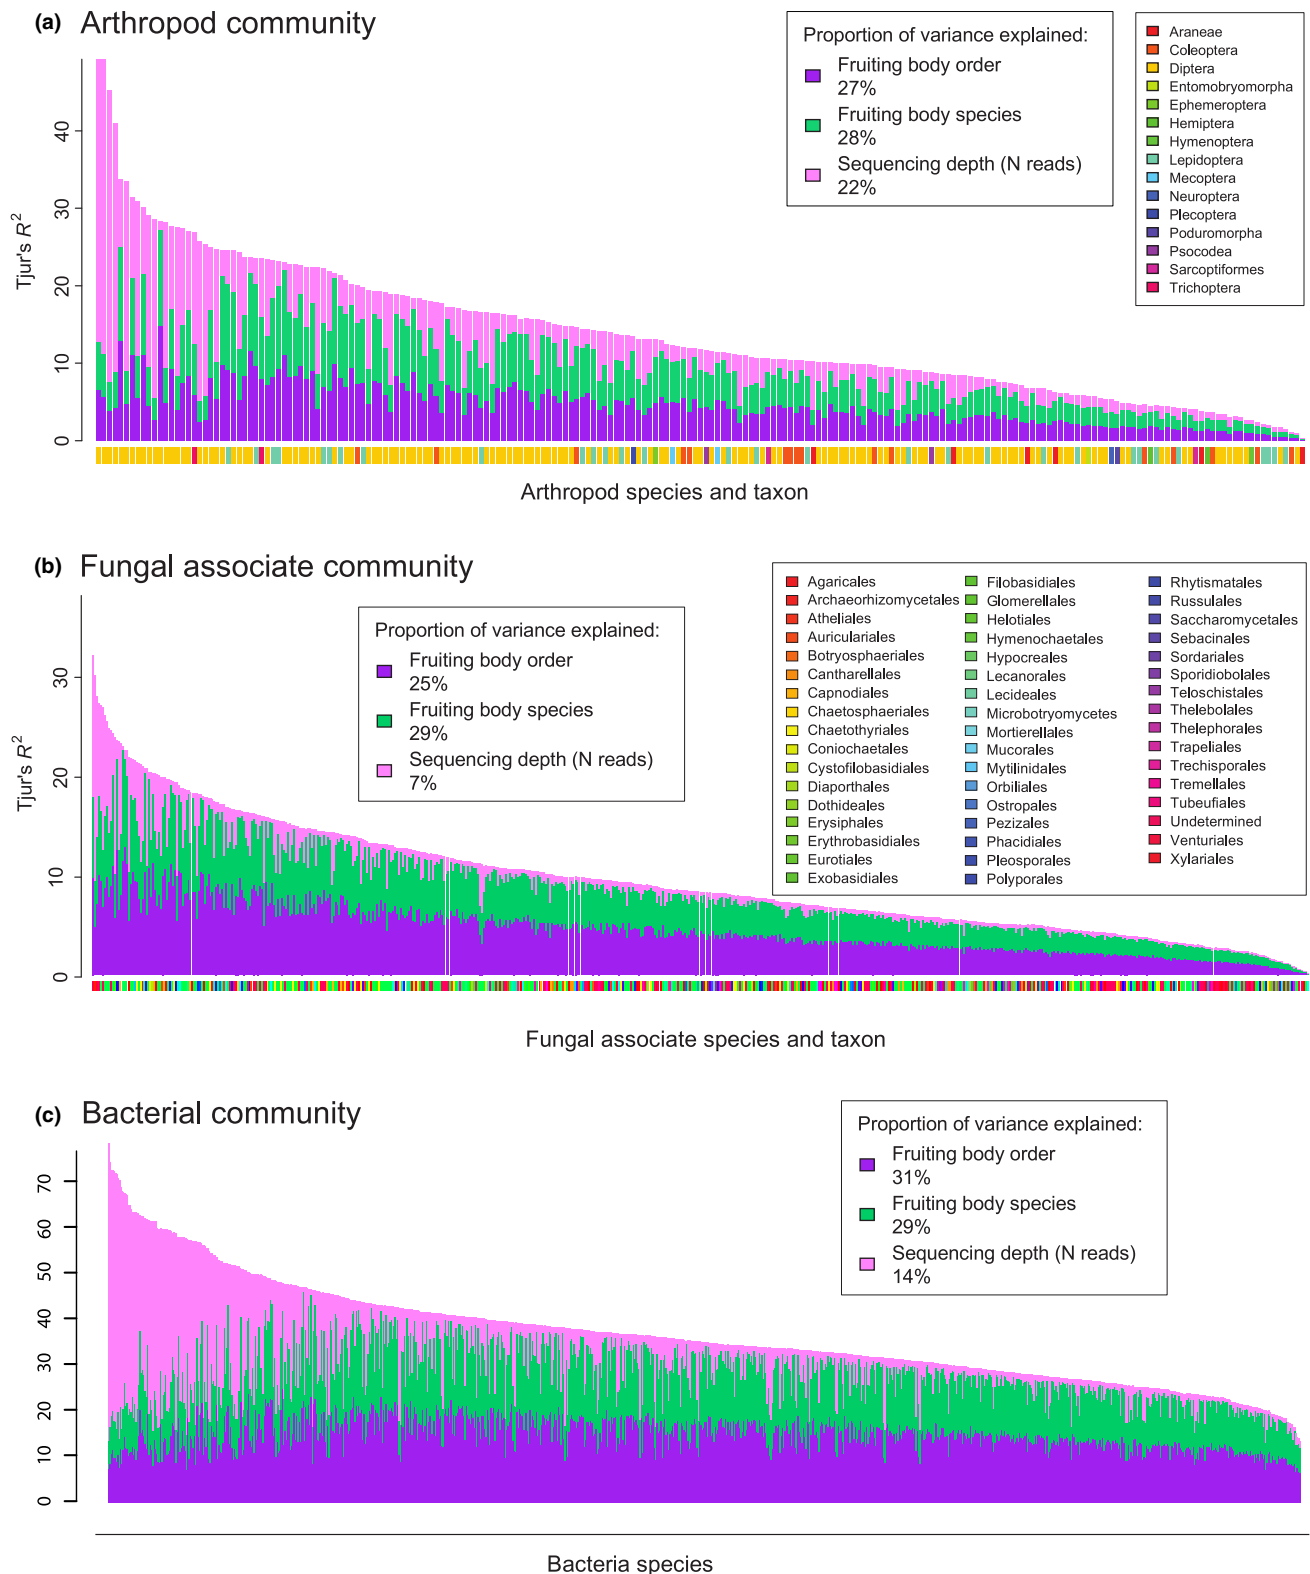 (a) Arthropod community
Proportion of variance explained:
Fruiting body order
27%
Fruiting body species
28%
Sequencing depth (N reads)
22%
Araneae
Coleoptera
Diptera
Entomobryomorpha
Ephemeroptera
Hemiptera
Hymenoptera
Lepidoptera
Mecoptera
Neuroptera
Plecoptera
Poduromorpha
Psocodea
Sarcoptiformes
Trichoptera
Tjur's R²
40
30
20
10
0
Arthropod species and taxon
(b) Fungal associate community
Proportion of variance explained:
Fruiting body order
25%
Fruiting body species
29%
Sequencing depth (N reads)
7%
Agaricales
Archaeorhizomycetales
Atheliales
Auriculariales
Botryosphaeriales
Cantharellales
Capnodiales
Chaetosphaeriales
Chaetothyriales
Coniochaetales
Cystofilobasidiales
Diaporthales
Dothideales
Erysiphales
Erythrobasidiales
Eurotiales
Exobasidiales
Filobasidiales
Glomerellales
Helotiales
Hymenochaetales
Hypocreales
Lecanorales
Lecideales
Microbotryomycetes
Mortierellales
Mucorales
Mytilinidales
Orbiliales
Ostropales
Pezizales
Phacidiales
Pleosporales
Polyporales
Rhytismatales
Russulales
Saccharomycetales
Sebacinales
Sordariales
Sporidiobolales
Teloschistales
Thelebolales
Thelephorales
Trapeliales
Trechisporales
Tremellales
Tubeufiales
Undetermined
Venturiales
Xylariales
Tjur's R²
30
20
10
0
Fungal associate species and taxon
(c) Bacterial community
Proportion of variance explained:
Fruiting body order
31%
Fruiting body species
29%
Sequencing depth (N reads)
14%
70
60
50
40
30
20
10
0
Bacteria species